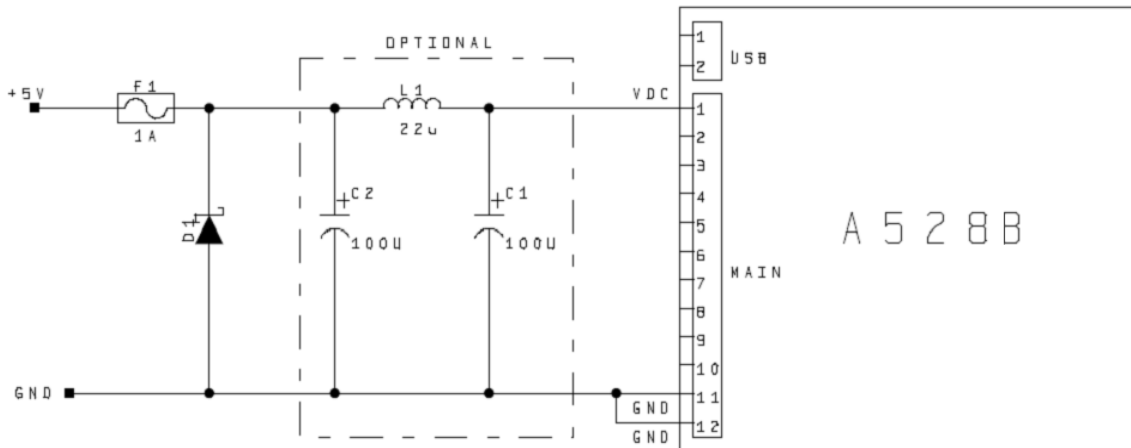 OPTIONAL
1
2
USB
+5V
F1
1A
L1
22u
VDC
D1
+C2
100U
+C1
100U
1
2
3
4
5
6
7
8
9
10
11
12
MAIN
A528B
GND
GND
GND